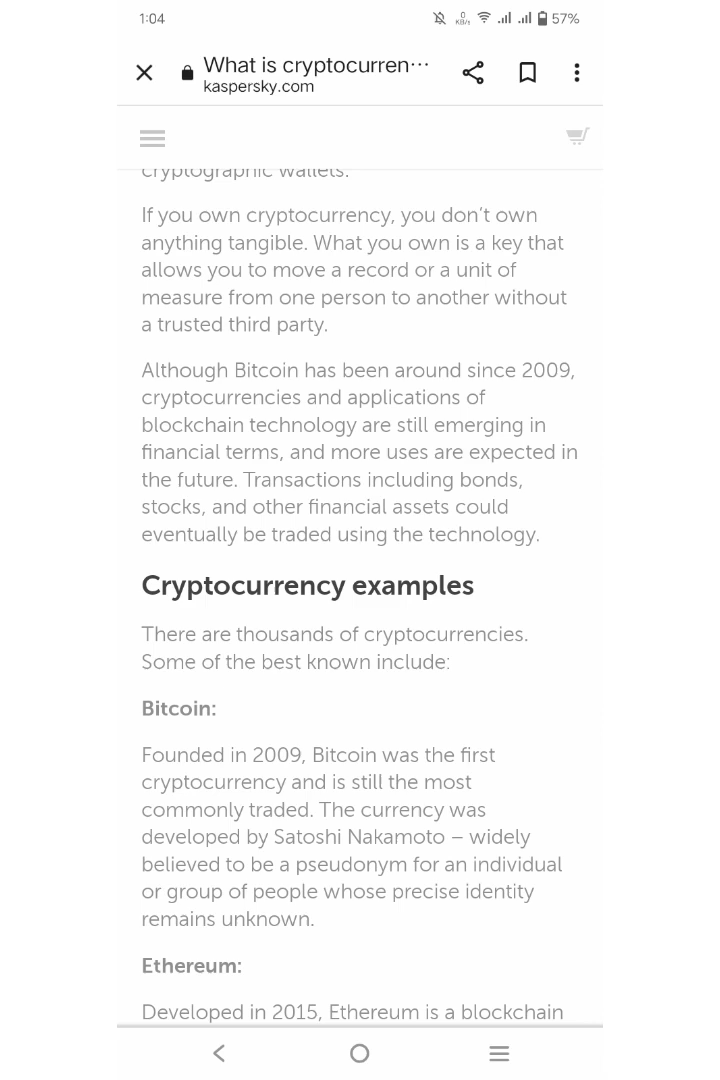 1:04
0
KB/s
57%
What is cryptocurren···
kaspersky.com
cryptographic wallets.
If you own cryptocurrency, you don’t own
anything tangible. What you own is a key that
allows you to move a record or a unit of
measure from one person to another without
a trusted third party.
Although Bitcoin has been around since 2009,
cryptocurrencies and applications of
blockchain technology are still emerging in
financial terms, and more uses are expected in
the future. Transactions including bonds,
stocks, and other financial assets could
eventually be traded using the technology.
Cryptocurrency examples
There are thousands of cryptocurrencies.
Some of the best known include:
Bitcoin:
Founded in 2009, Bitcoin was the first
cryptocurrency and is still the most
commonly traded. The currency was
developed by Satoshi Nakamoto – widely
believed to be a pseudonym for an individual
or group of people whose precise identity
remains unknown.
Ethereum:
Developed in 2015, Ethereum is a blockchain